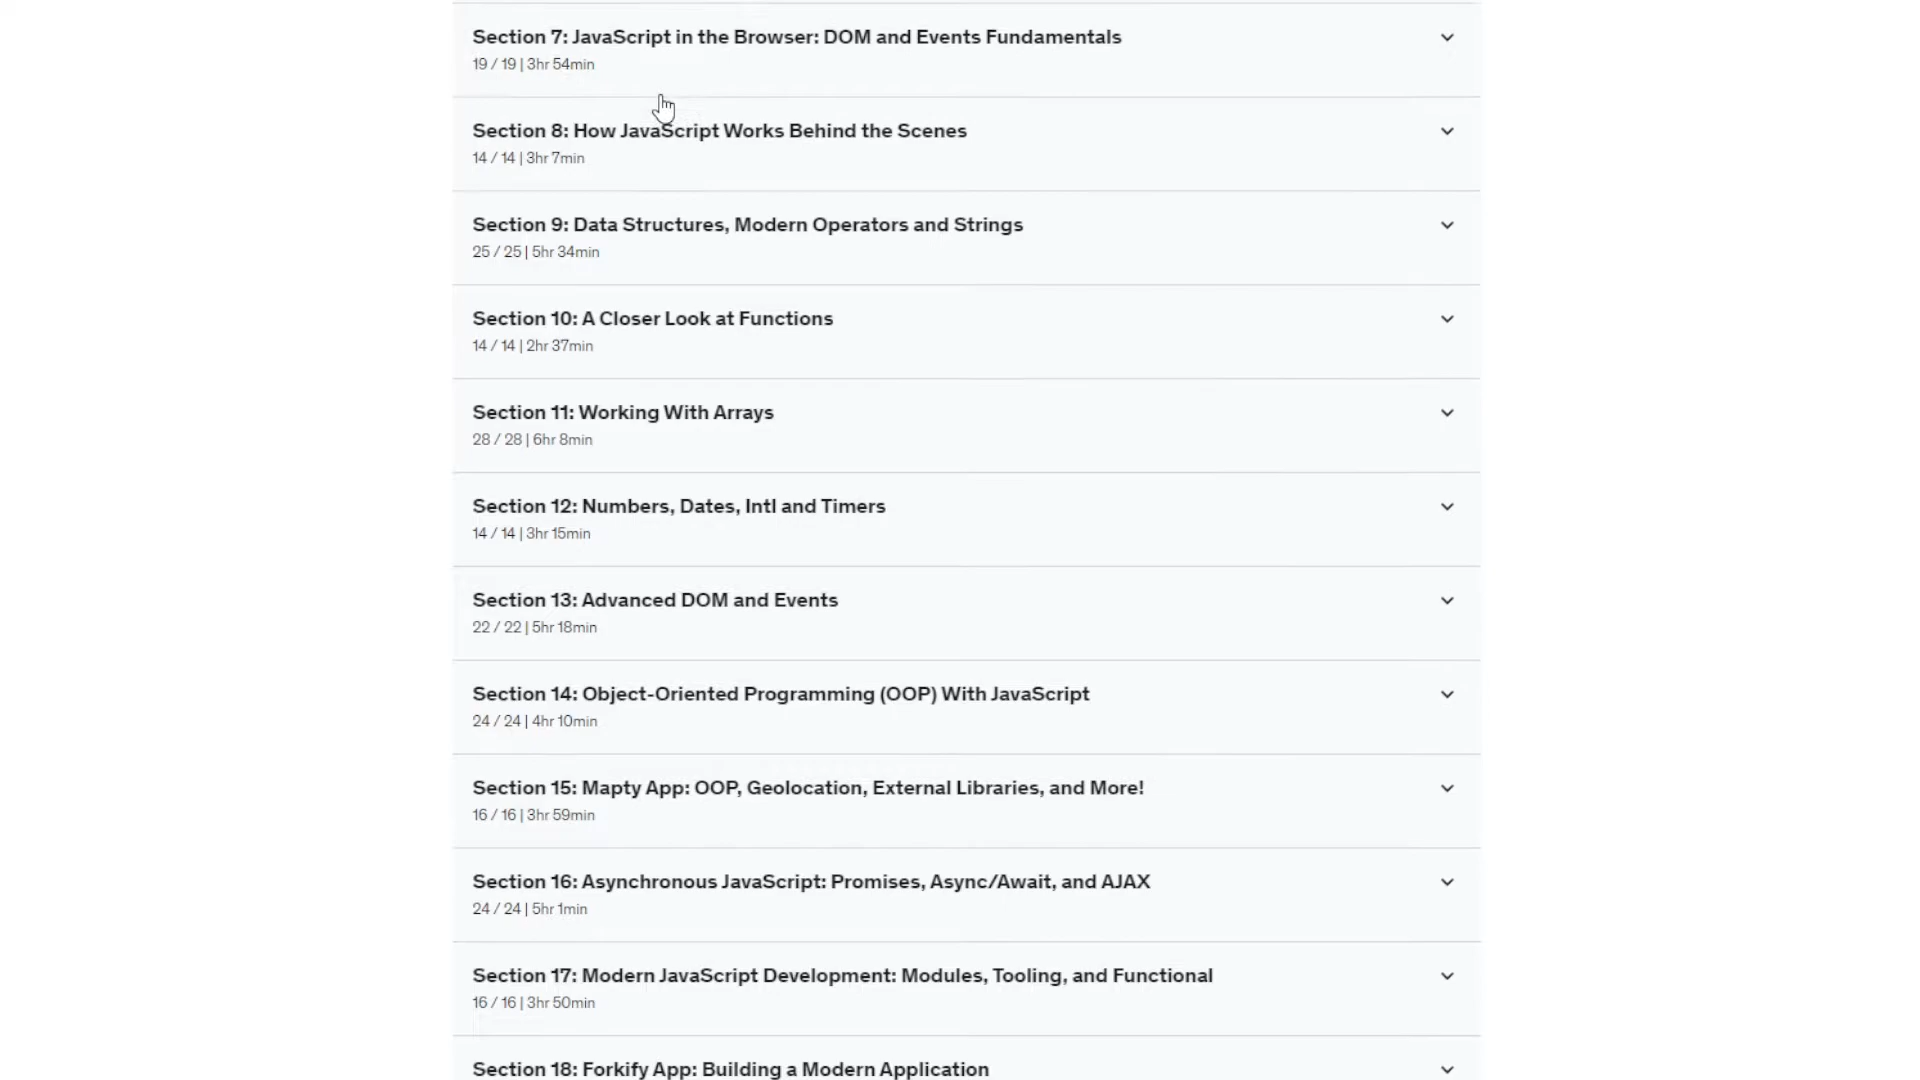 Section 7: JavaScript in the Browser: DOM and Events Fundamentals
19 / 19 | 3hr 54min
Section 8: How JavaScript Works Behind the Scenes
14 / 14 | 3hr 7min
Section 9: Data Structures, Modern Operators and Strings
25 / 25 | 5hr 34min
Section 10: A Closer Look at Functions
14 / 14 | 2hr 37min
Section 11: Working With Arrays
28 / 28 | 6hr 8min
Section 12: Numbers, Dates, Intl and Timers
14 / 14 | 3hr 15min
Section 13: Advanced DOM and Events
22 / 22 | 5hr 18min
Section 14: Object-Oriented Programming (OOP) With JavaScript
24 / 24 | 4hr 10min
Section 15: Mapty App: OOP, Geolocation, External Libraries, and More!
16 / 16 | 3hr 59min
Section 16: Asynchronous JavaScript: Promises, Async/Await, and AJAX
24 / 24 | 5hr 1min
Section 17: Modern JavaScript Development: Modules, Tooling, and Functional
16 / 16 | 3hr 50min
Section 18: Forkify App: Building a Modern Application